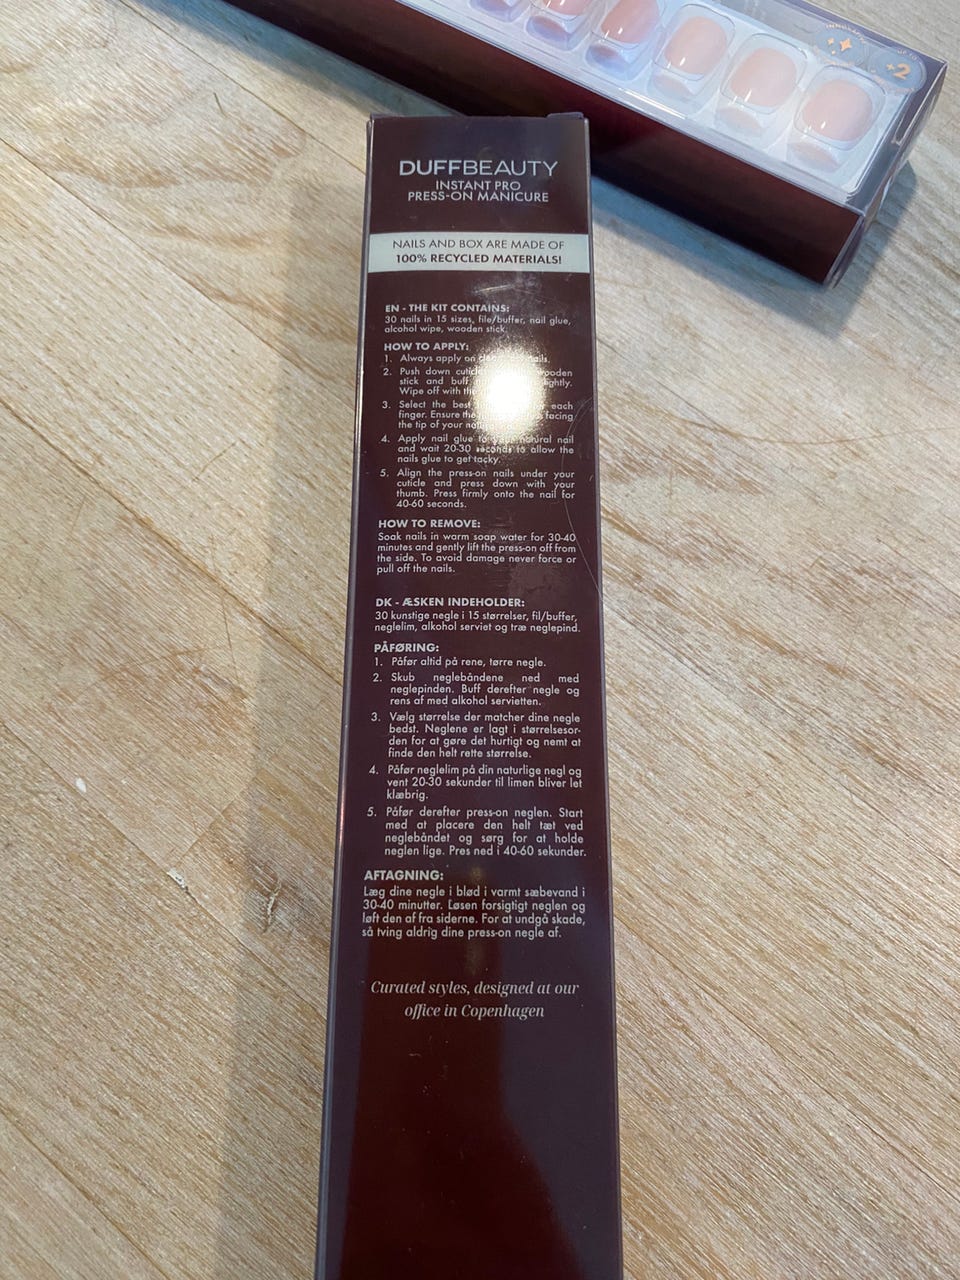 +2
DUFFBEAUTY
INSTANT PRO
PRESS-ON MANICURE
NAILS AND BOX ARE MADE OF
100% RECYCLED MATERIALS!
EN - THE KIT CONTAINS:
30 nails in 15 sizes, file/buffer, nail glue,
alcohol wipe, wooden stick.
HOW TO APPLY:
1. Always apply on nails.
2. Push down wooden
stick and buff lightly.
Wipe off with
3. Select the best each
finger. Ensure the facing
the tip of your
4. Apply nail glue to your natural nail
and wait 20-30 seconds to allow the
nails glue to get tacky.
5. Align the press-on nails under your
cuticle and press down with your
thumb. Press firmly onto the nail for
40-60 seconds.
HOW TO REMOVE:
Soak nails in warm soap water for 30-40
minutes and gently lift the press-on off from
the side. To avoid damage never force or
pull off the nails.
DK - ÆSKEN INDEHOLDER:
30 kunstige negle i 15 størrelser, fil/buffer,
neglelim, alkohol serviet og træ neglepind.
PÅFØRING:
1. Påfør altid på rene, tørre negle.
2. Skub neglebåndene ned med
neglepinden. Buff derefter negle og
rens af med alkohol servietten.
3. Vælg størrelse der matcher dine negle
bedst. Neglene er lagt i størrelsesor-
den for at gøre det hurtigt og nemt at
finde den helt rette størrelse.
4. Påfør neglelim på din naturlige negl og
vent 20-30 sekunder til limen bliver let
klæbrig.
5. Påfør derefter press-on neglen. Start
med at placere den helt tæt ved
neglebåndet og sørg for at holde
neglen lige. Pres ned i 40-60 sekunder.
AFTAGNING:
Læg dine negle i blød i varmt sæbevand i
30-40 minutter. Løsen forsigtigt neglen og
løft den af fra siderne. For at undgå skade,
så tving aldrig dine press-on negle af.
Curated styles, designed at our
office in Copenhagen